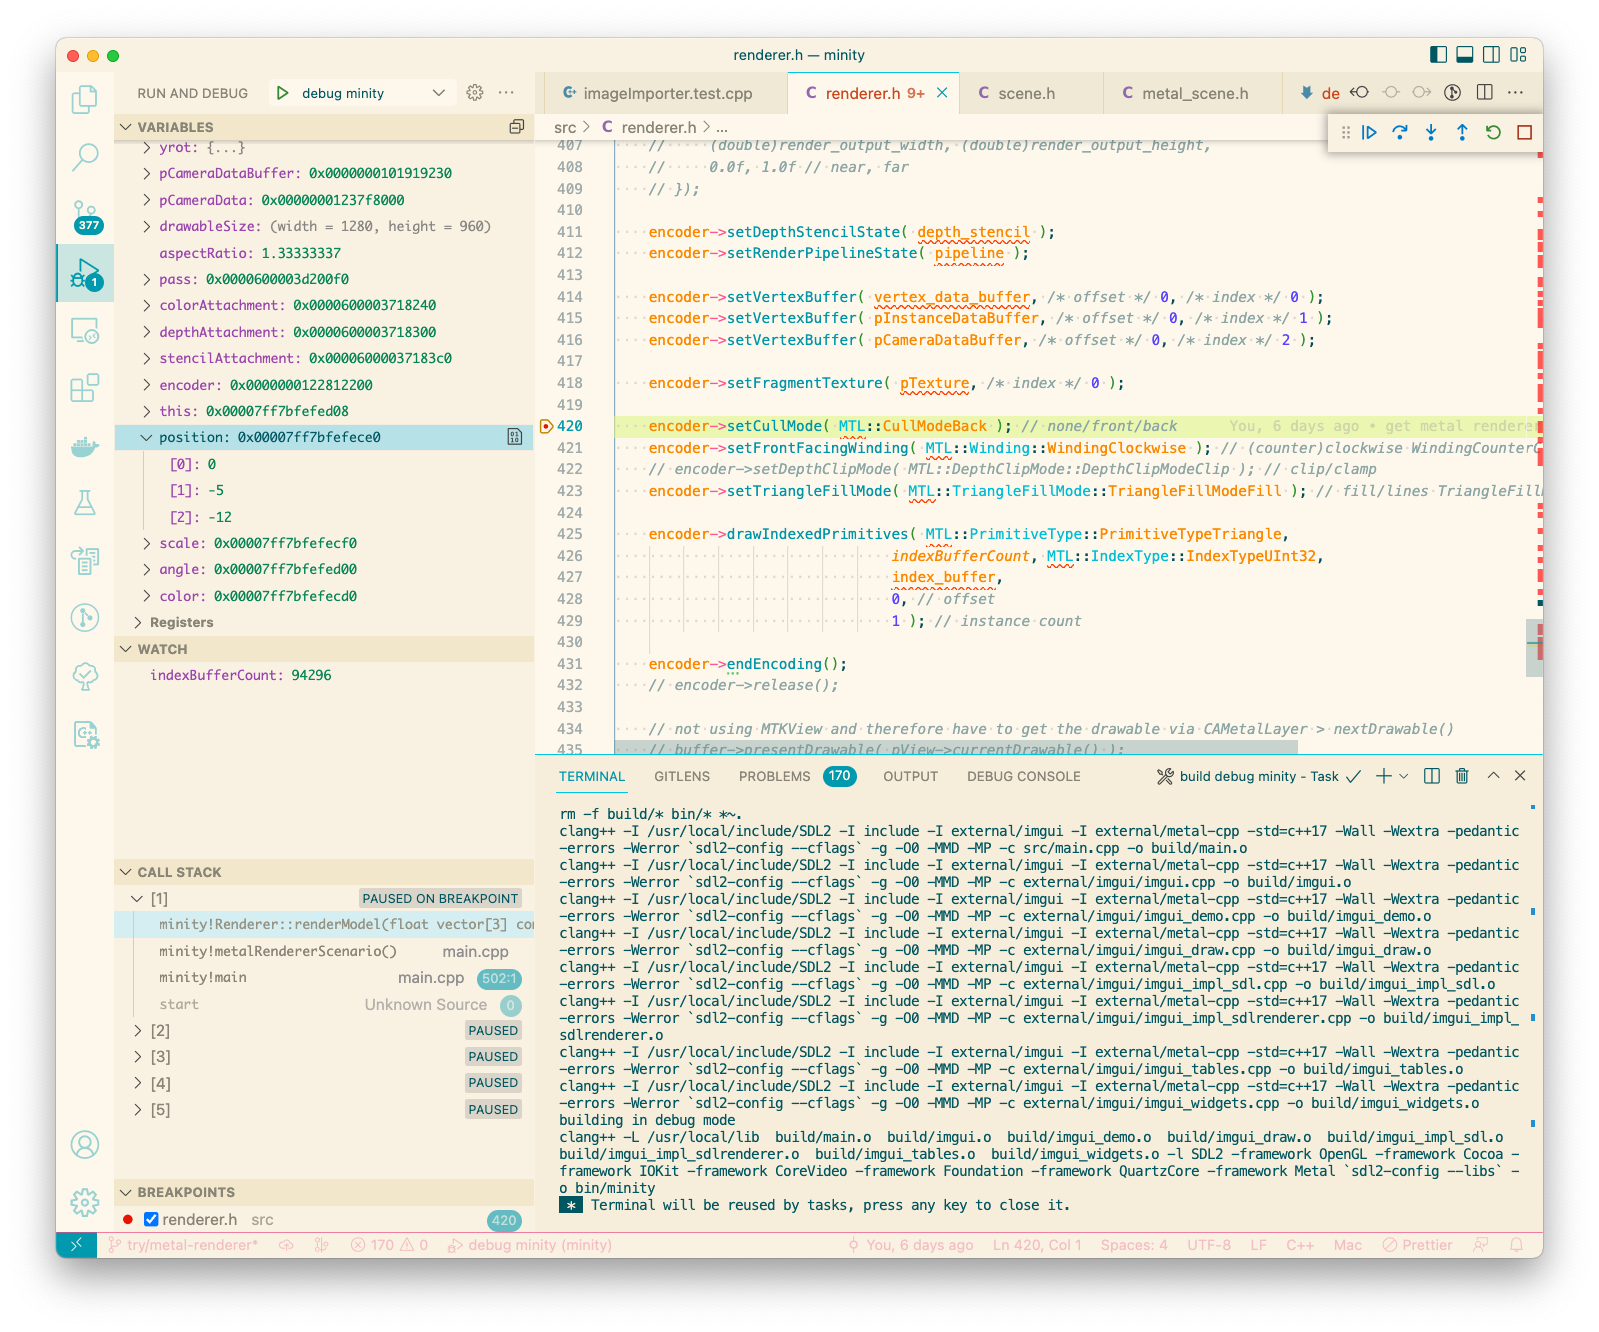 renderer.h — minity
RUN AND DEBUG
debug minity
VARIABLES
yrot: {...}
pCameraDataBuffer: 0x0000000101919230
pCameraData: 0x00000001237f8000
drawableSize: (width = 1280, height = 960)
aspectRatio: 1.33333337
pass: 0x0000600003d200f0
colorAttachment: 0x0000600003718240
depthAttachment: 0x0000600003718300
stencilAttachment: 0x00006000037183c0
encoder: 0x0000000122812200
this: 0x00007ff7bfefed08
position: 0x00007ff7bfefece0
[0]: 0
[1]: -5
[2]: -12
scale: 0x00007ff7bfefecf0
angle: 0x00007ff7bfefed00
color: 0x00007ff7bfefecd0
Registers
WATCH
indexBufferCount: 94296
CALL STACK
[1] PAUSED ON BREAKPOINT
minity!Renderer::renderModel(float vector[3] co
minity!metalRendererScenario() main.cpp
minity!main main.cpp 502:1
start Unknown Source 0
[2] PAUSED
[3] PAUSED
[4] PAUSED
[5] PAUSED
BREAKPOINTS
renderer.h src 420
377
1
imageImporter.test.cpp
renderer.h 9+
scene.h
metal_scene.h
de
src > C renderer.h > ...
407 // (double)render_output_width, (double)render_output_height,
408 // 0.0f, 1.0f // near, far
409 // });
410
411 encoder->setDepthStencilState( depth_stencil );
412 encoder->setRenderPipelineState( pipeline );
413
414 encoder->setVertexBuffer( vertex_data_buffer, /* offset */ 0, /* index */ 0 );
415 encoder->setVertexBuffer( pInstanceDataBuffer, /* offset */ 0, /* index */ 1 );
416 encoder->setVertexBuffer( pCameraDataBuffer, /* offset */ 0, /* index */ 2 );
417
418 encoder->setFragmentTexture( pTexture, /* index */ 0 );
419
420 encoder->setCullMode( MTL::CullModeBack ); // none/front/back You, 6 days ago • get metal renderer
421 encoder->setFrontFacingWinding( MTL::Winding::WindingClockwise ); // (counter)clockwise WindingCounterC
422 // encoder->setDepthClipMode( MTL::DepthClipMode::DepthClipModeClip ); // clip/clamp
423 encoder->setTriangleFillMode( MTL::TriangleFillMode::TriangleFillModeFill ); // fill/lines TriangleFill
424
425 encoder->drawIndexedPrimitives( MTL::PrimitiveType::PrimitiveTypeTriangle,
426 indexBufferCount, MTL::IndexType::IndexTypeUInt32,
427 index_buffer,
428 0, // offset
429 1 ); // instance count
430
431 encoder->endEncoding();
432 // encoder->release();
433
434 // not using MTKView and therefore have to get the drawable via CAMetalLayer > nextDrawable()
435 // buffer->presentDrawable( pView->currentDrawable() );
TERMINAL GITLENS PROBLEMS 170 OUTPUT DEBUG CONSOLE build debug minity - Task
rm -f build/* bin/* *~.
clang++ -I /usr/local/include/SDL2 -I include -I external/imgui -I external/metal-cpp -std=c++17 -Wall -Wextra -pedantic
-errors -Werror `sdl2-config --cflags` -g -O0 -MMD -MP -c src/main.cpp -o build/main.o
clang++ -I /usr/local/include/SDL2 -I include -I external/imgui -I external/metal-cpp -std=c++17 -Wall -Wextra -pedantic
-errors -Werror `sdl2-config --cflags` -g -O0 -MMD -MP -c external/imgui/imgui.cpp -o build/imgui.o
clang++ -I /usr/local/include/SDL2 -I include -I external/imgui -I external/metal-cpp -std=c++17 -Wall -Wextra -pedantic
-errors -Werror `sdl2-config --cflags` -g -O0 -MMD -MP -c external/imgui/imgui_demo.cpp -o build/imgui_demo.o
clang++ -I /usr/local/include/SDL2 -I include -I external/imgui -I external/metal-cpp -std=c++17 -Wall -Wextra -pedantic
-errors -Werror `sdl2-config --cflags` -g -O0 -MMD -MP -c external/imgui/imgui_draw.cpp -o build/imgui_draw.o
clang++ -I /usr/local/include/SDL2 -I include -I external/imgui -I external/metal-cpp -std=c++17 -Wall -Wextra -pedantic
-errors -Werror `sdl2-config --cflags` -g -O0 -MMD -MP -c external/imgui/imgui_impl_sdl.cpp -o build/imgui_impl_sdl.o
clang++ -I /usr/local/include/SDL2 -I include -I external/imgui -I external/metal-cpp -std=c++17 -Wall -Wextra -pedantic
-errors -Werror `sdl2-config --cflags` -g -O0 -MMD -MP -c external/imgui/imgui_impl_sdlrenderer.cpp -o build/imgui_impl_
sdlrenderer.o
clang++ -I /usr/local/include/SDL2 -I include -I external/imgui -I external/metal-cpp -std=c++17 -Wall -Wextra -pedantic
-errors -Werror `sdl2-config --cflags` -g -O0 -MMD -MP -c external/imgui/imgui_tables.cpp -o build/imgui_tables.o
clang++ -I /usr/local/include/SDL2 -I include -I external/imgui -I external/metal-cpp -std=c++17 -Wall -Wextra -pedantic
-errors -Werror `sdl2-config --cflags` -g -O0 -MMD -MP -c external/imgui/imgui_widgets.cpp -o build/imgui_widgets.o
building in debug mode
clang++ -L /usr/local/lib build/main.o build/imgui.o build/imgui_demo.o build/imgui_draw.o build/imgui_impl_sdl.o
build/imgui_impl_sdlrenderer.o build/imgui_tables.o build/imgui_widgets.o -l SDL2 -framework OpenGL -framework Cocoa -
framework IOKit -framework CoreVideo -framework Foundation -framework QuartzCore -framework Metal `sdl2-config --libs` -
o bin/minity
* Terminal will be reused by tasks, press any key to close it.
try/metal-renderer* 170 0 debug minity (minity) You, 6 days ago Ln 420, Col 1 Spaces: 4 UTF-8 LF C++ Mac Prettier